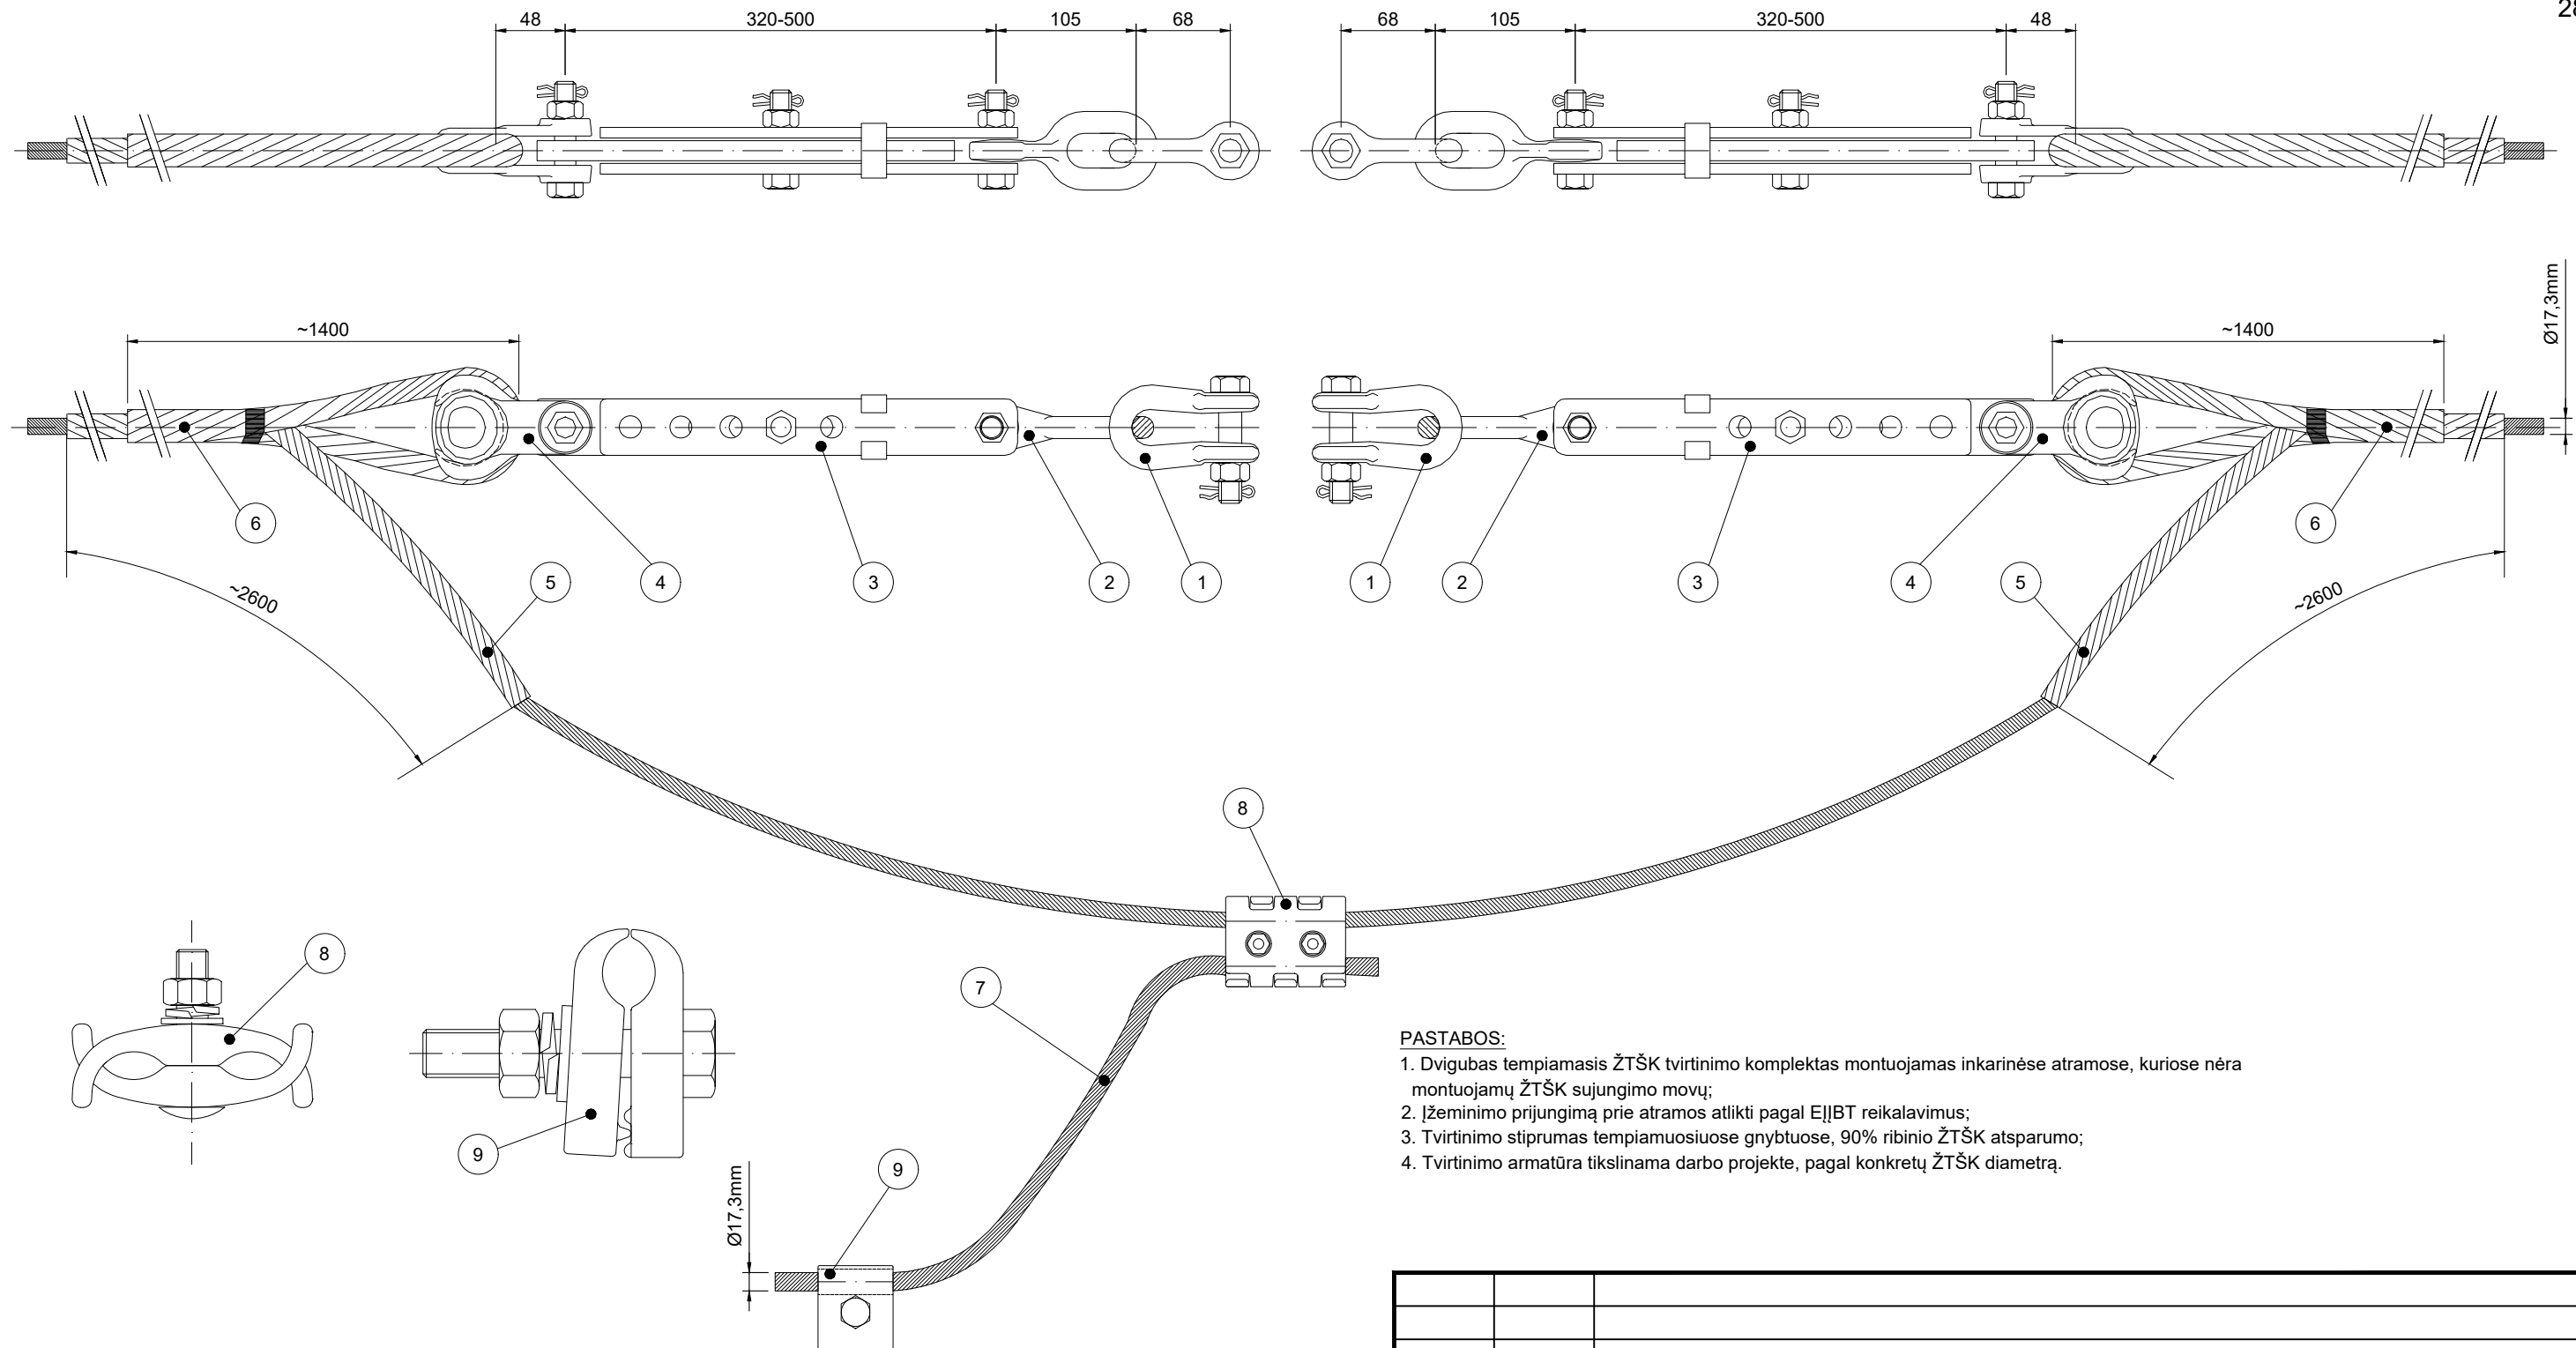 28
48 320-500 105 68 68 105 320-500 48
~1400 ~1400 Ø17,3mm
6 6
5 4 3 2 1 1 2 3 4 5
~2600 ~2600
8
8
7
PASTABOS:
1. Dvigubas tempiamasis ŽTŠK tvirtinimo komplektas montuojamas inkarinėse atramose, kuriose nėra
montuojamų ŽTŠK sujungimo movų;
2. Įžeminimo prijungimą prie atramos atlikti pagal EĮĮBT reikalavimus;
3. Tvirtinimo stiprumas tempiamuosiuose gnybtuose, 90% ribinio ŽTŠK atsparumo;
4. Tvirtinimo armatūra tikslinama darbo projekte, pagal konkretų ŽTŠK diametrą.
9
9
Ø17,3mm